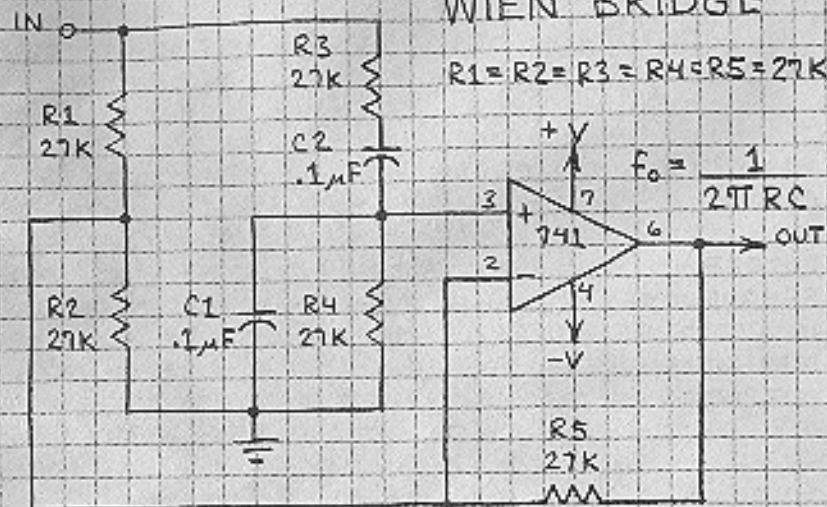 WIEN BRIDGE
IN
R3
27K
R1=R2=R3=R4=R5=27K
R1
27K
C2
.1µF
+V
fo = 1
2π RC
3
+
7
741
6
OUT
2
-
4
-V
R2
27K
C1
.1µF
R4
27K
R5
27K